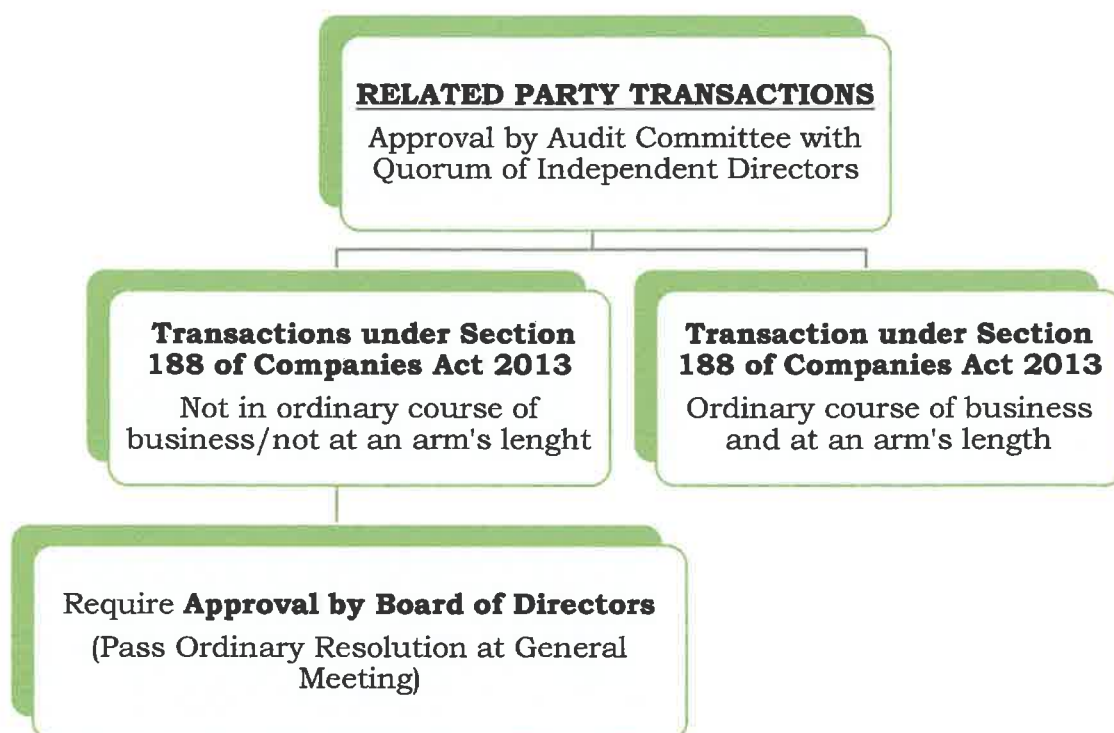 RELATED PARTY TRANSACTIONS
Approval by Audit Committee with
Quorum of Independent Directors
Transactions under Section
188 of Companies Act 2013
Not in ordinary course of
business/not at an arm's lenght
Transaction under Section
188 of Companies Act 2013
Ordinary course of business
and at an arm's length
Require Approval by Board of Directors
(Pass Ordinary Resolution at General
Meeting)